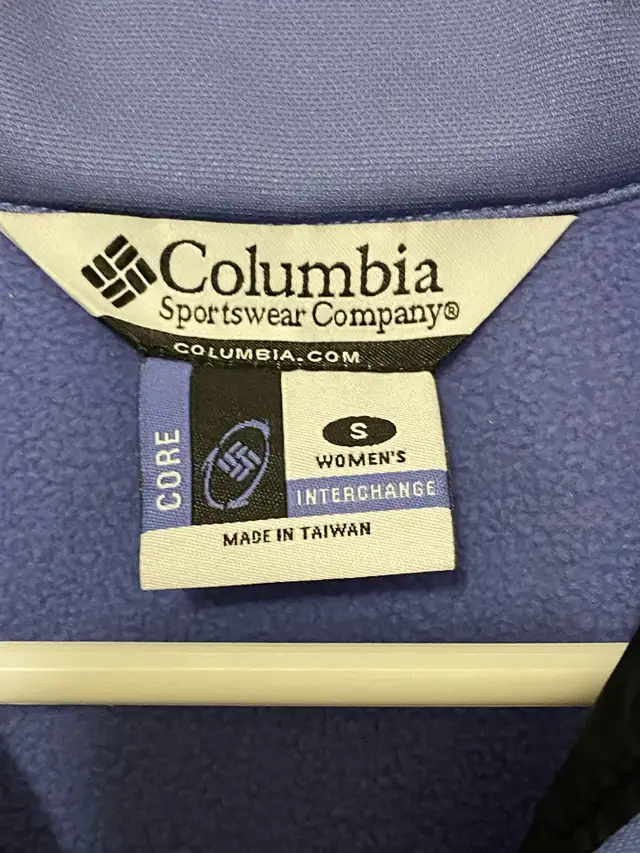 Columbia
Sportswear Company®
COLUMBIA.COM
CORE
S
WOMEN'S
INTERCHANGE
MADE IN TAIWAN